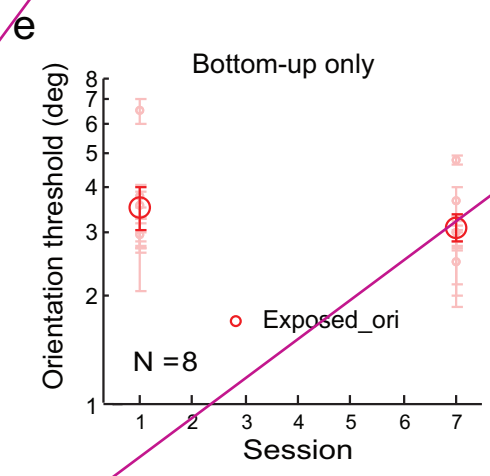 e
Bottom-up only
Orientation threshold (deg)
8
7
6
5
4
3
2
1
Exposed_ori
N =8
1 2 3 4 5 6 7
Session